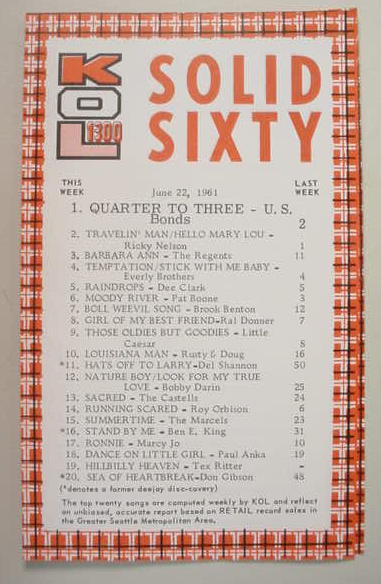 KOL
1300
SOLID
SIXTY
THIS WEEK June 22, 1961 LAST WEEK
1. QUARTER TO THREE - U. S.
Bonds 2
2. TRAVELIN' MAN/HELLO MARY LOU -
Ricky Nelson 1
3. BARBARA ANN - The Regents 11
4. TEMPTATION/STICK WITH ME BABY -
Everly Brothers 4
5. RAINDROPS - Dee Clark 5
6. MOODY RIVER - Pat Boone 3
7. BOLL WEEVIL SONG - Brook Benton 12
8. GIRL OF MY BEST FRIEND-Ral Donner 7
9. THOSE OLDIES BUT GOODIES - Little
Caesar 8
10. LOUISIANA MAN - Rusty & Doug 16
*11. HATS OFF TO LARRY-Del Shannon 50
12. NATURE BOY/LOOK FOR MY TRUE
LOVE - Bobby Darin 25
13. SACRED - The Castells 24
14. RUNNING SCARED - Roy Orbison 6
15. SUMMERTIME - The Marcels 23
*16. STAND BY ME - Ben E. King 31
17. RONNIE - Marcy Jo 10
18. DANCE ON LITTLE GIRL - Paul Anka 19
19. HILLBILLY HEAVEN - Tex Ritter -
*20. SEA OF HEARTBREAK-Don Gibson 48
(*denotes a former deejay disc-covery)
The top twenty songs are computed weekly by KOL and reflect
an unbiased, accurate report based on RETAIL record sales in
the Greater Seattle Metropolitan Area.